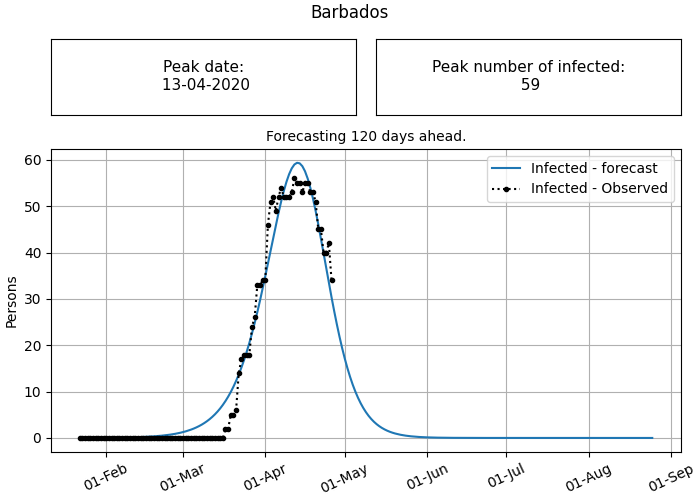 Barbados
Peak date:
13-04-2020
Peak number of infected:
59
Forecasting 120 days ahead.
Infected - forecast
Infected - Observed
Persons
60
50
40
30
20
10
0
01-Feb
01-Mar
01-Apr
01-May
01-Jun
01-Jul
01-Aug
01-Sep